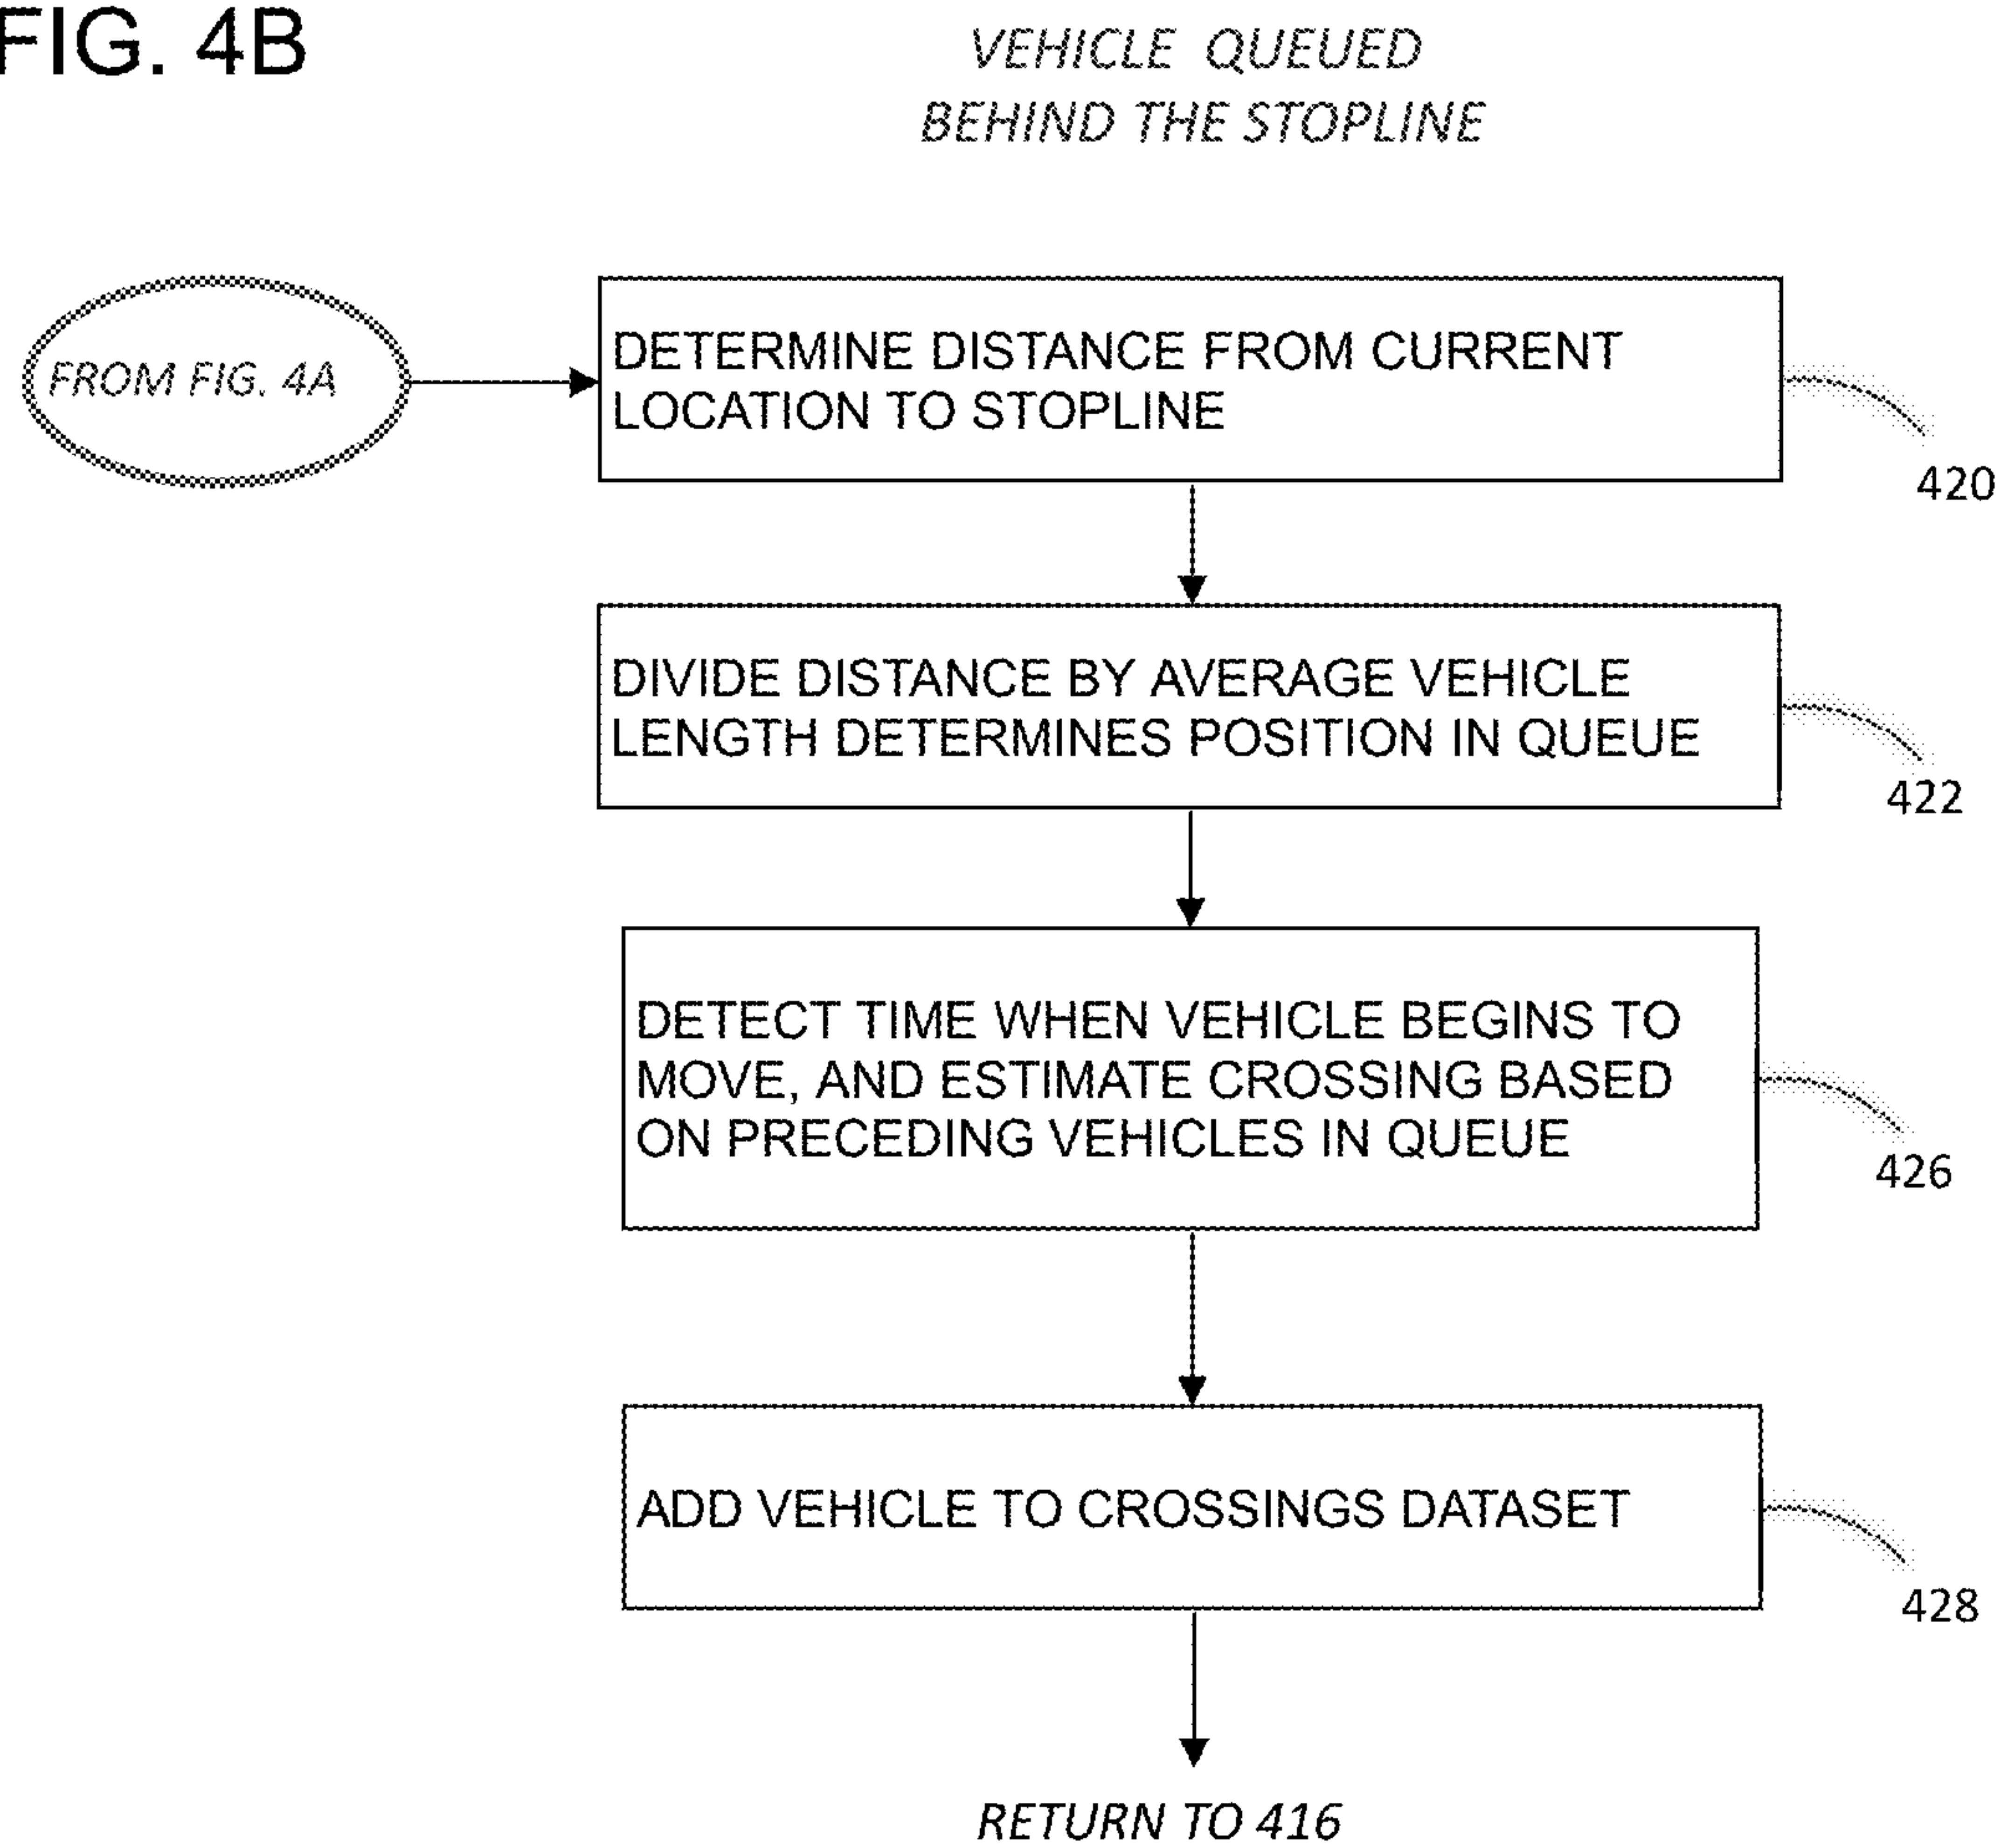 FIG. 4B
VEHICLE QUEUED
BEHIND THE STOPLINE
FROM FIG. 4A
DETERMINE DISTANCE FROM CURRENT
LOCATION TO STOPLINE
420
DIVIDE DISTANCE BY AVERAGE VEHICLE
LENGTH DETERMINES POSITION IN QUEUE
422
DETECT TIME WHEN VEHICLE BEGINS TO
MOVE, AND ESTIMATE CROSSING BASED
ON PRECEDING VEHICLES IN QUEUE
426
ADD VEHICLE TO CROSSINGS DATASET
428
RETURN TO 416